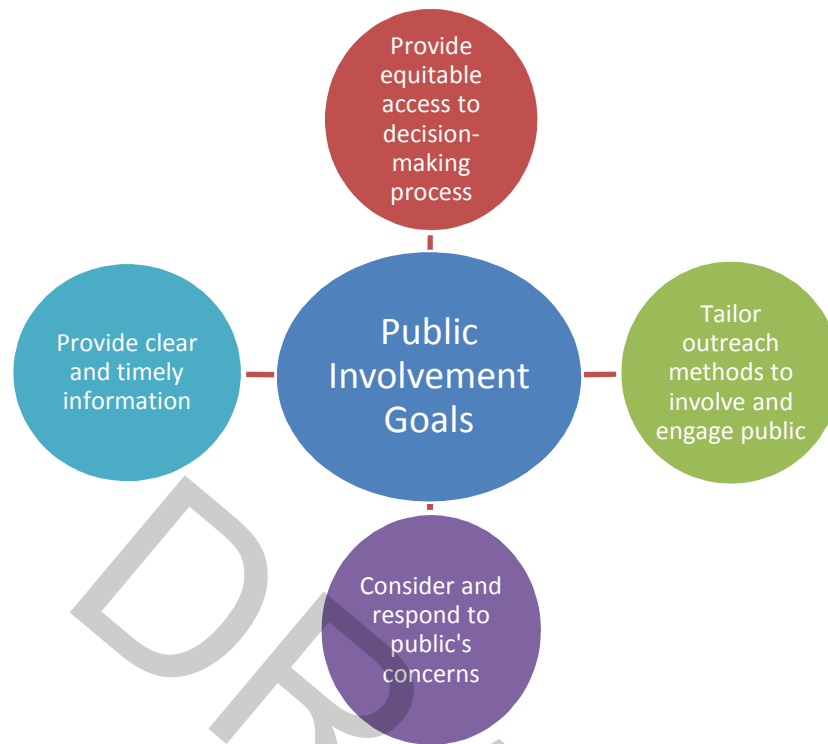 Provide
equitable
access to
decision-
making
process
Provide clear
and timely
information
Public
Involvement
Goals
Tailor
outreach
methods to
involve and
engage public
Consider and
respond to
public's
concerns
DR